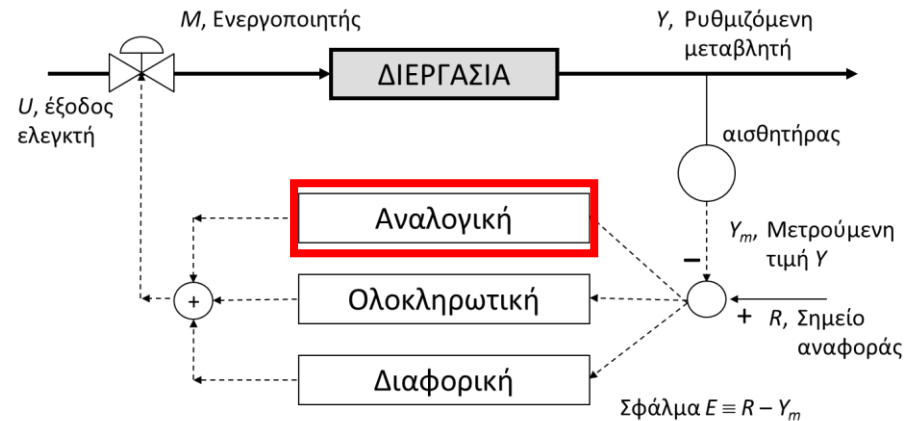 M, Ενεργοποιητής
Y, Ρυθμιζόμενη
μεταβλητή
ΔΙΕΡΓΑΣΙΑ
U, έξοδος
ελεγκτή
αισθητήρας
Αναλογική
Yₘ, Μετρούμενη
τιμή Y
−
Ολοκληρωτική
+
+ R, Σημείο
αναφοράς
Διαφορική
Σφάλμα E ≡ R – Yₘ